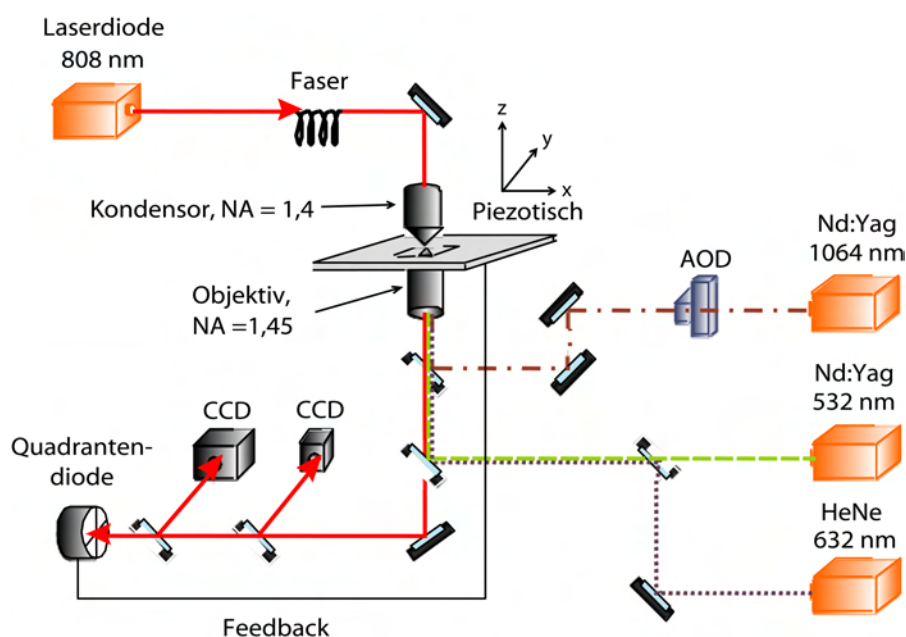 Laserdiode
808 nm
Faser
z
y
x
Kondensor, NA = 1,4
Piezotisch
Nd:Yag
1064 nm
AOD
Objektiv,
NA =1,45
Nd:Yag
532 nm
CCD
CCD
Quadranten-
diode
HeNe
632 nm
Feedback